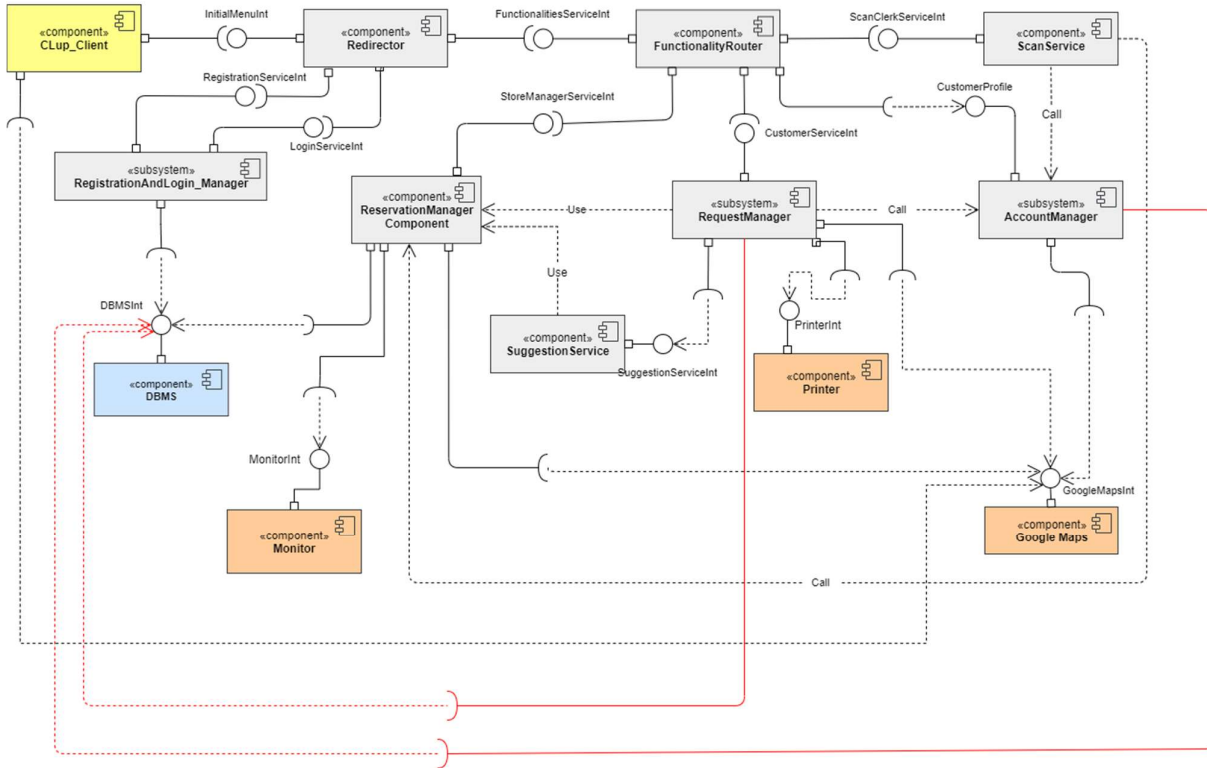 InitialMenuInt
FunctionalitiesServiceInt
ScanClerkServiceInt
«component»
CLup_Client
«component»
Redirector
«component»
FunctionalityRouter
«component»
ScanService
RegistrationServiceInt
StoreManagerServiceInt
CustomerProfile
Call
LoginServiceInt
CustomerServiceInt
«subsystem»
RegistrationAndLogin_Manager
«component»
ReservationManager
Component
Use
«subsystem»
RequestManager
Call
«subsystem»
AccountManager
Use
DBMSInt
PrinterInt
«component»
SuggestionService
SuggestionServiceInt
«component»
DBMS
«component»
Printer
MonitorInt
GoogleMapsInt
«component»
Monitor
«component»
Google Maps
Call